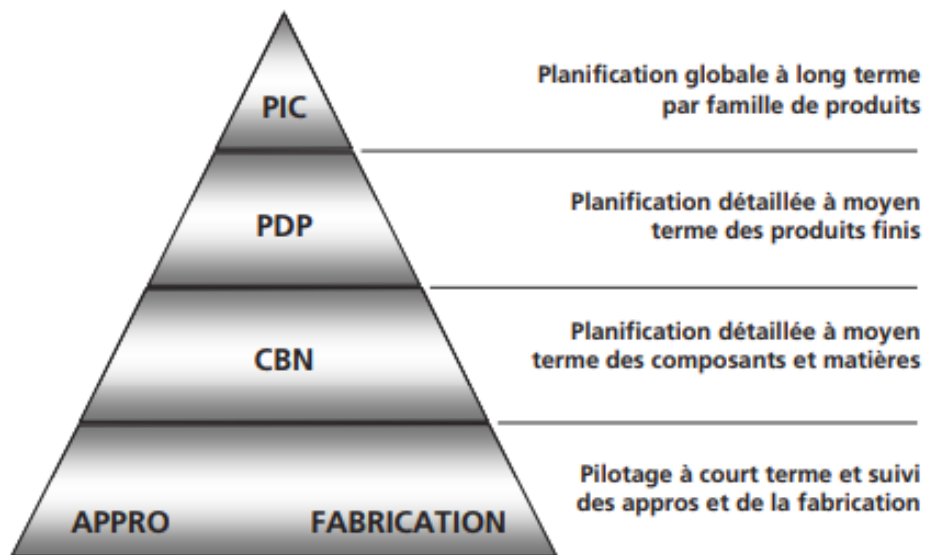 PIC
Planification globale à long terme
par famille de produits
PDP
Planification détaillée à moyen
terme des produits finis
CBN
Planification détaillée à moyen
terme des composants et matières
APPRO
FABRICATION
Pilotage à court terme et suivi
des appros et de la fabrication